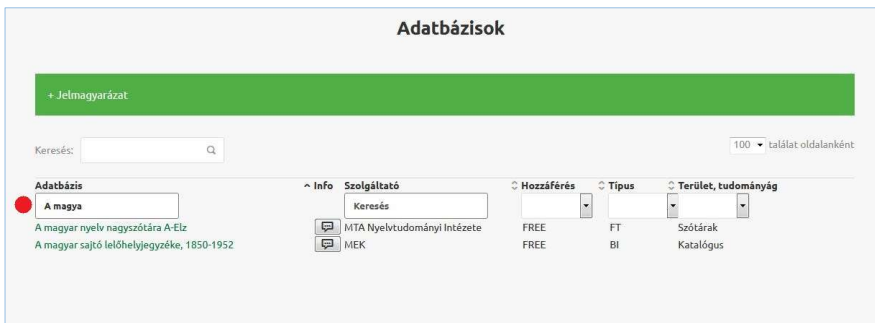 Adatbázisok
+ Jelmagyarázat
Keresés:
100 találat oldalanként
Adatbázis Info Szolgáltató Hozzáférés Típus Terület, tudományág
A magya Keresés
A magyar nyelv nagyszótára A-Elz MTA Nyelvtudományi Intézete FREE FT Szótárak
A magyar sajtó lelőhelyjegyzéke, 1850-1952 MEK FREE BI Katalógus